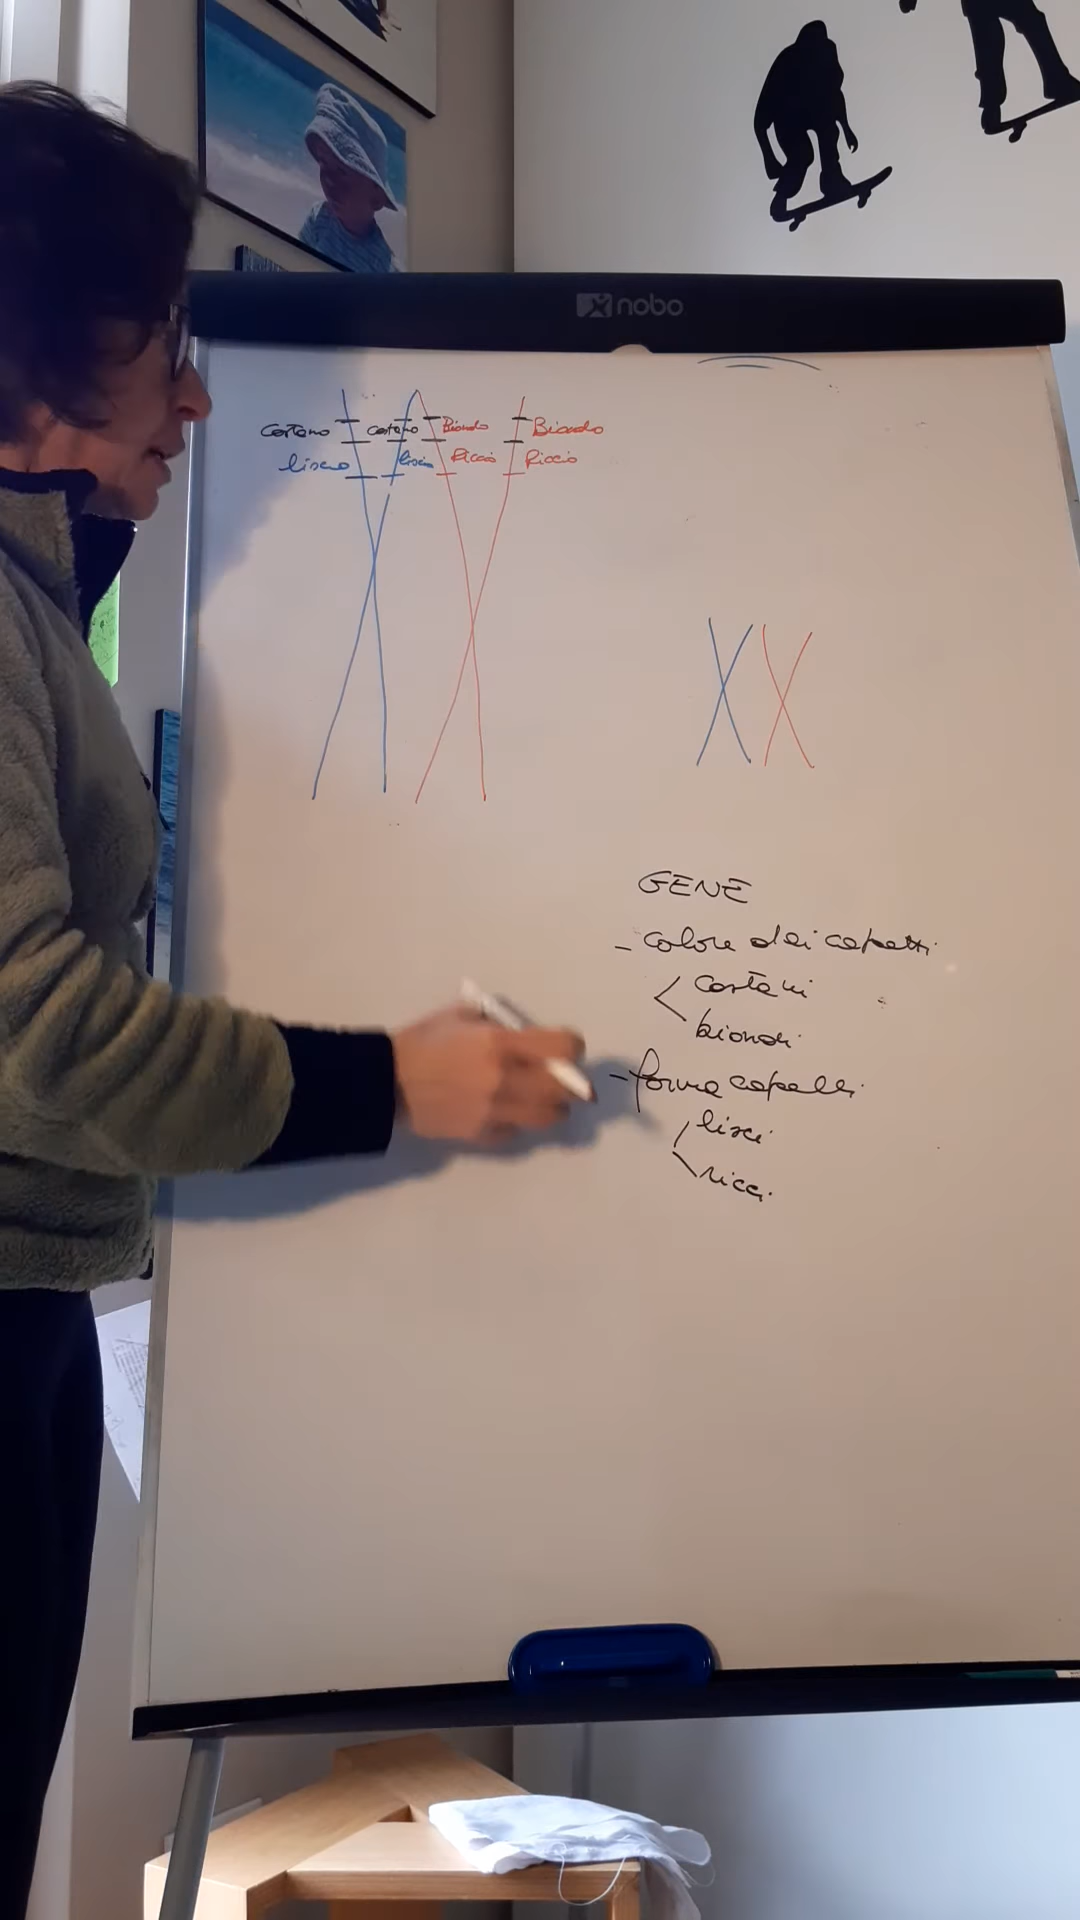 nobo
Castano castano Biondo Biondo
liscio liscio Riccio Riccio
GENE
- colore dei capelli
castani
biondi
- forma capelli
lisci
ricci